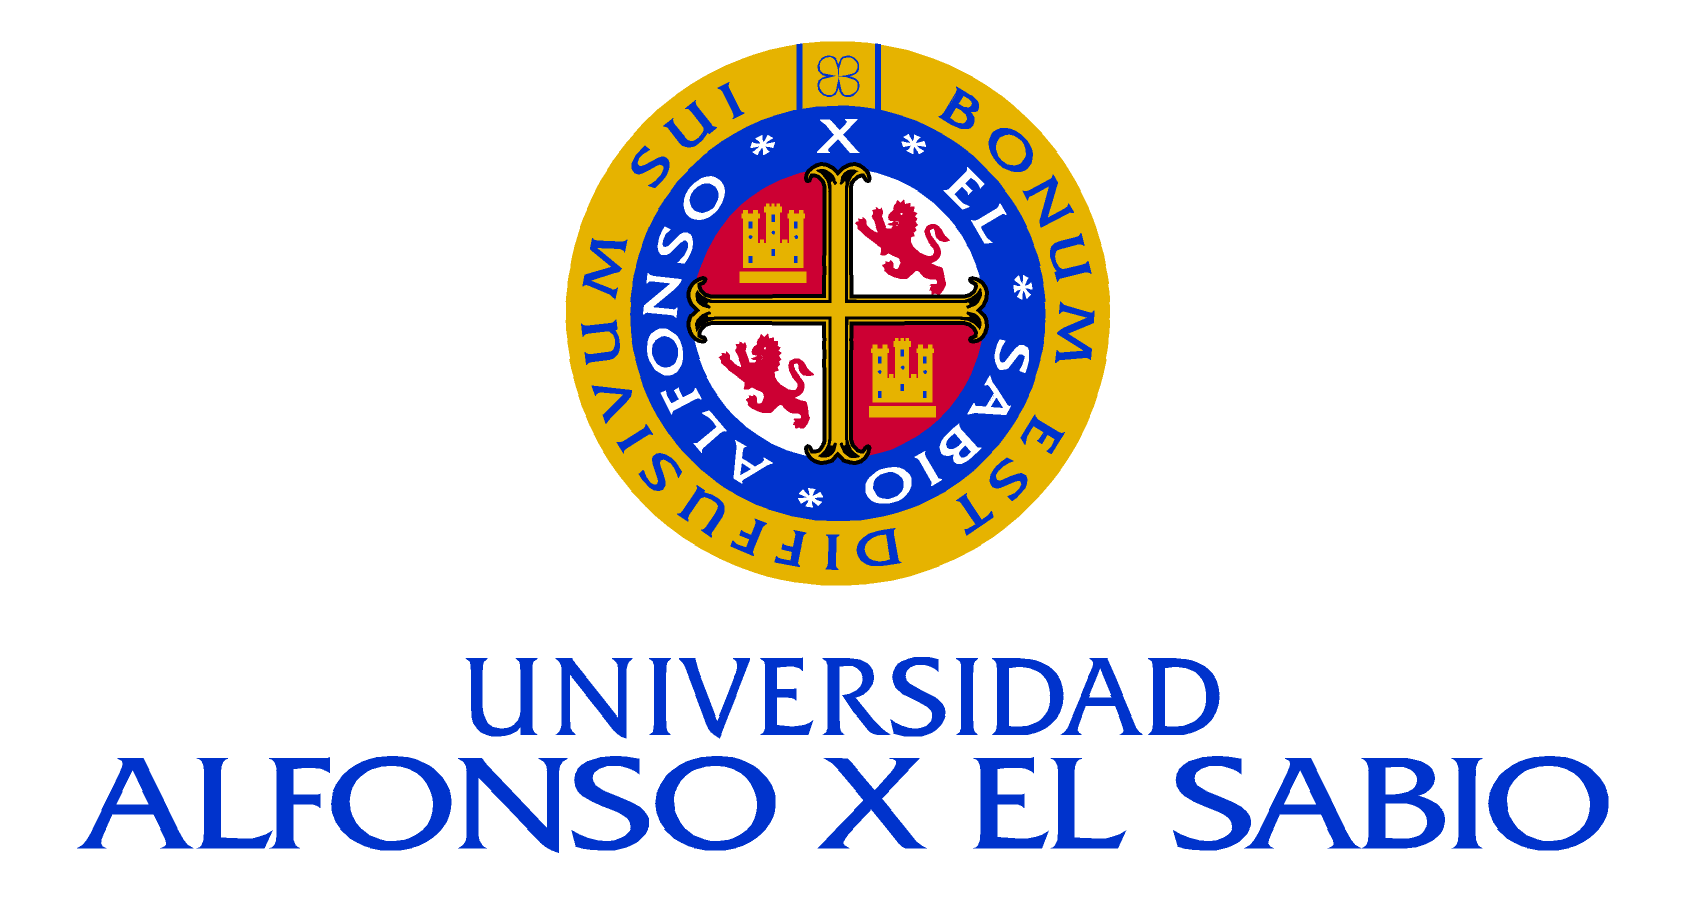 BONUM EST DIFFUSIVUM SUI
ALFONSO * X * EL * SABIO *
UNIVERSIDAD
ALFONSO X EL SABIO